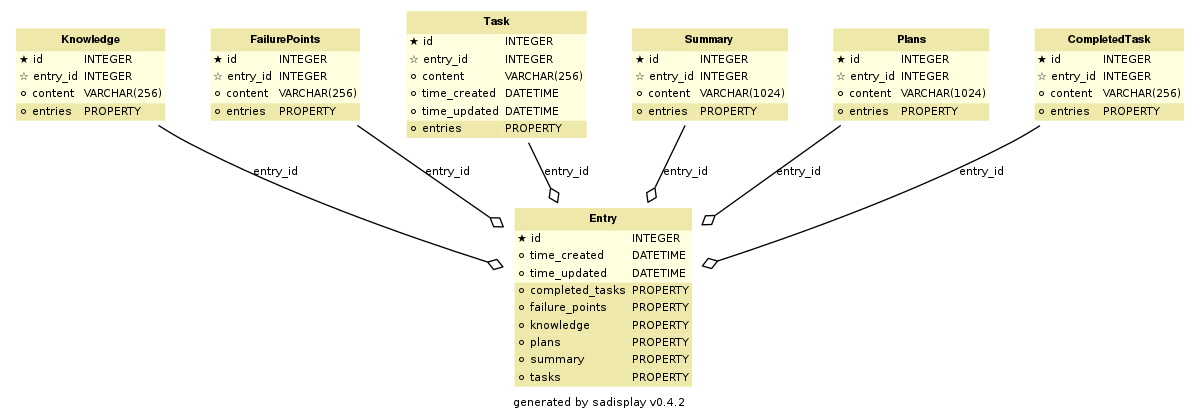 Knowledge
★ id INTEGER
☆ entry_id INTEGER
content VARCHAR(256)
entries PROPERTY
FailurePoints
★ id INTEGER
☆ entry_id INTEGER
content VARCHAR(256)
entries PROPERTY
Task
★ id INTEGER
☆ entry_id INTEGER
content VARCHAR(256)
time_created DATETIME
time_updated DATETIME
entries PROPERTY
Summary
★ id INTEGER
☆ entry_id INTEGER
content VARCHAR(1024)
entries PROPERTY
Plans
★ id INTEGER
☆ entry_id INTEGER
content VARCHAR(1024)
entries PROPERTY
CompletedTask
★ id INTEGER
☆ entry_id INTEGER
content VARCHAR(256)
entries PROPERTY
entry_id
entry_id
entry_id
entry_id
entry_id
entry_id
Entry
★ id INTEGER
time_created DATETIME
time_updated DATETIME
completed_tasks PROPERTY
failure_points PROPERTY
knowledge PROPERTY
plans PROPERTY
summary PROPERTY
tasks PROPERTY
generated by sadisplay v0.4.2